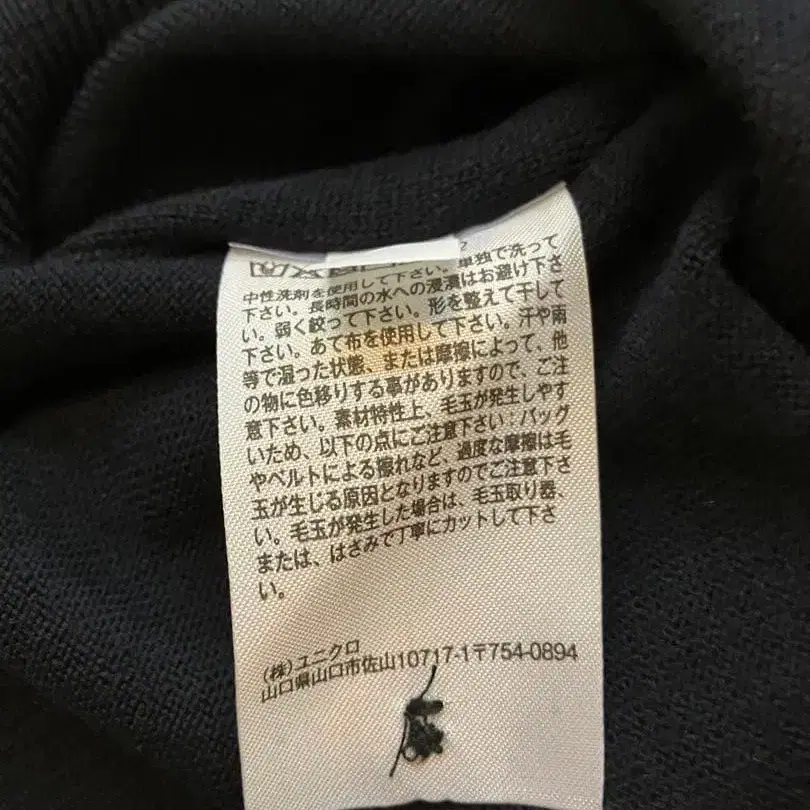 2
中性洗剤を使用して下さい。単独で洗って
下さい。長時間の水への浸漬はお避け下さ
い。弱く絞って下さい。形を整えて干して
下さい。あて布を使用して下さい。汗や雨
等で湿った状態、または摩擦によって、他
の物に色移りする事がありますので、ご注
意下さい。素材特性上、毛玉が発生しやす
いため、以下の点にご注意下さい・バッグ
やベルトによる擦れなど、過度な摩擦は毛
玉が生じる原因となりますのでご注意下さ
い。毛玉が発生した場合は、毛玉取り器、
または、はさみで丁寧にカットして下さ
い。
(株)ユニクロ
山口県山口市佐山10717-1〒754-0894